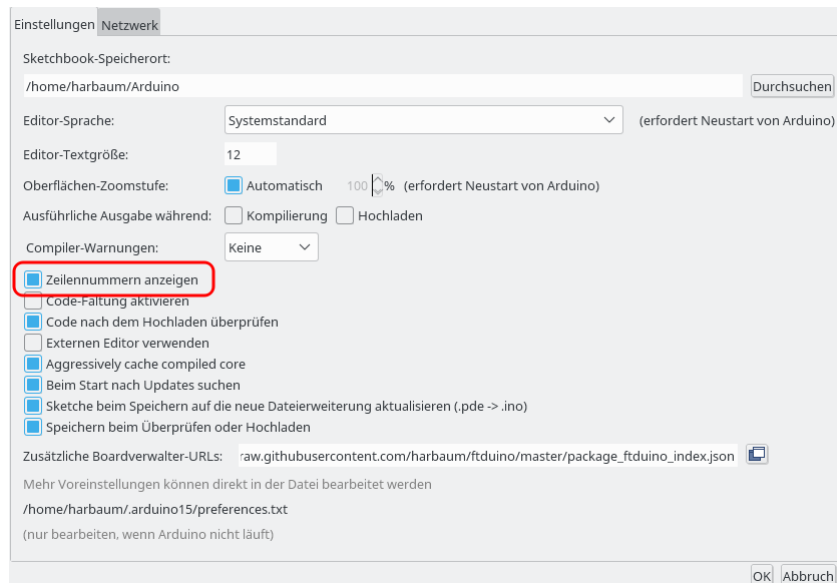 Einstellungen Netzwerk
Sketchbook-Speicherort:
/home/harbaum/Arduino Durchsuchen
Editor-Sprache: Systemstandard (erfordert Neustart von Arduino)
Editor-Textgröße: 12
Oberflächen-Zoomstufe: Automatisch 100 % (erfordert Neustart von Arduino)
Ausführliche Ausgabe während: Kompilierung Hochladen
Compiler-Warnungen: Keine
Zeilennummern anzeigen
Code-Faltung aktivieren
Code nach dem Hochladen überprüfen
Externen Editor verwenden
Aggressively cache compiled core
Beim Start nach Updates suchen
Sketche beim Speichern auf die neue Dateierweiterung aktualisieren (.pde -> .ino)
Speichern beim Überprüfen oder Hochladen
Zusätzliche Boardverwalter-URLs: raw.githubusercontent.com/harbaum/ftduino/master/package_ftduino_index.json
Mehr Voreinstellungen können direkt in der Datei bearbeitet werden
/home/harbaum/.arduino15/preferences.txt
(nur bearbeiten, wenn Arduino nicht läuft)
OK Abbruch